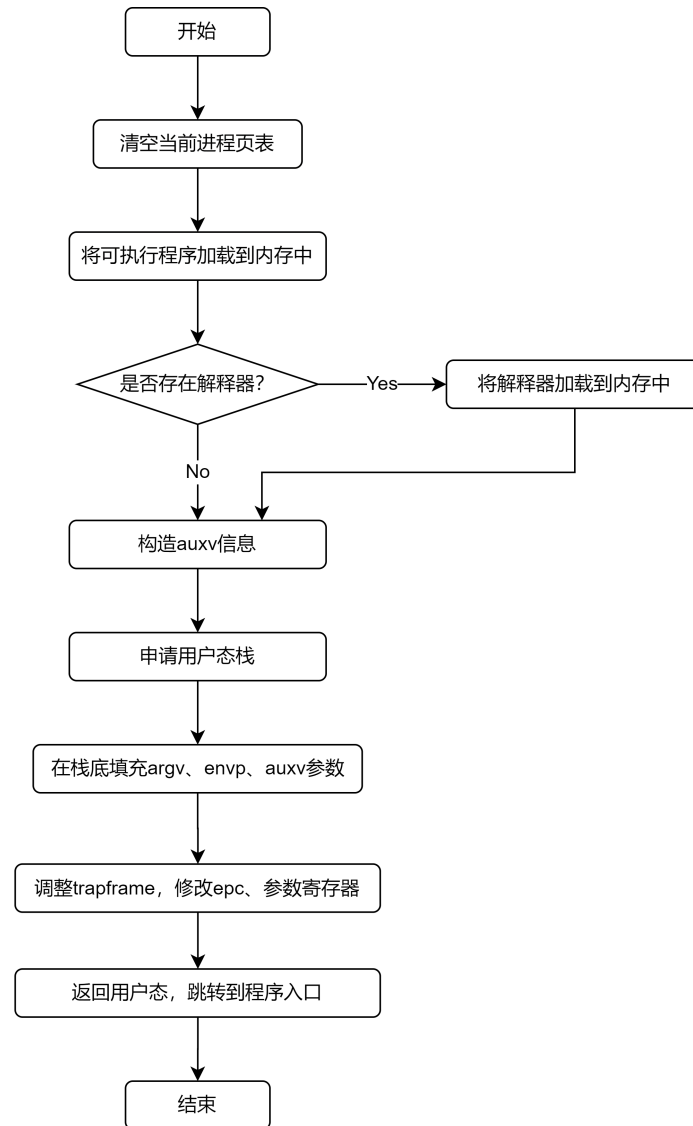 开始
清空当前进程页表
将可执行程序加载到内存中
是否存在解释器？
Yes
将解释器加载到内存中
No
构造auxv信息
申请用户态栈
在栈底填充argv、envp、auxv参数
调整trapframe，修改epc、参数寄存器
返回用户态，跳转到程序入口
结束